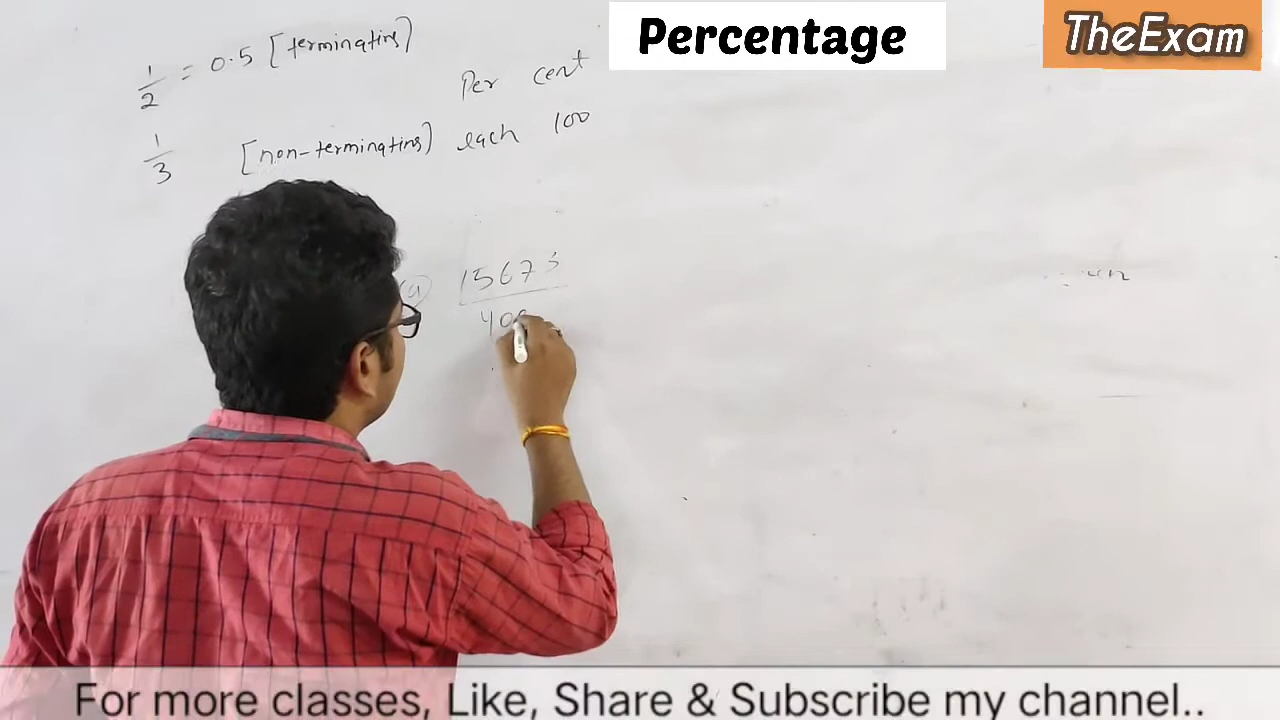 Percentage
TheExam
1/2 = 0.5 [terminating]
Per cent
1/3 [non-terminating] each 100
(a) 15673
400
For more classes, Like, Share & Subscribe my channel..